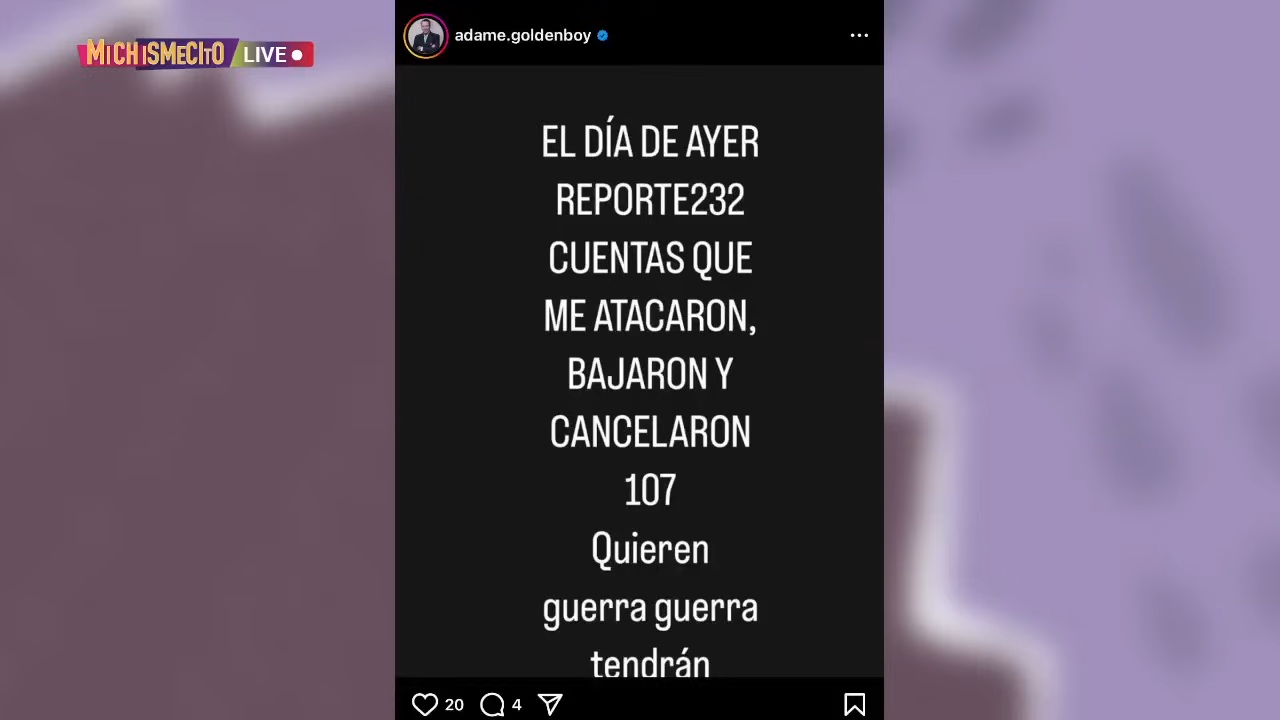 MICHISMECITO LIVE
adame.goldenboy
EL DÍA DE AYER
REPORTE232
CUENTAS QUE
ME ATACARON,
BAJARON Y
CANCELARON
107
Quieren
guerra guerra
tendrán
20 4